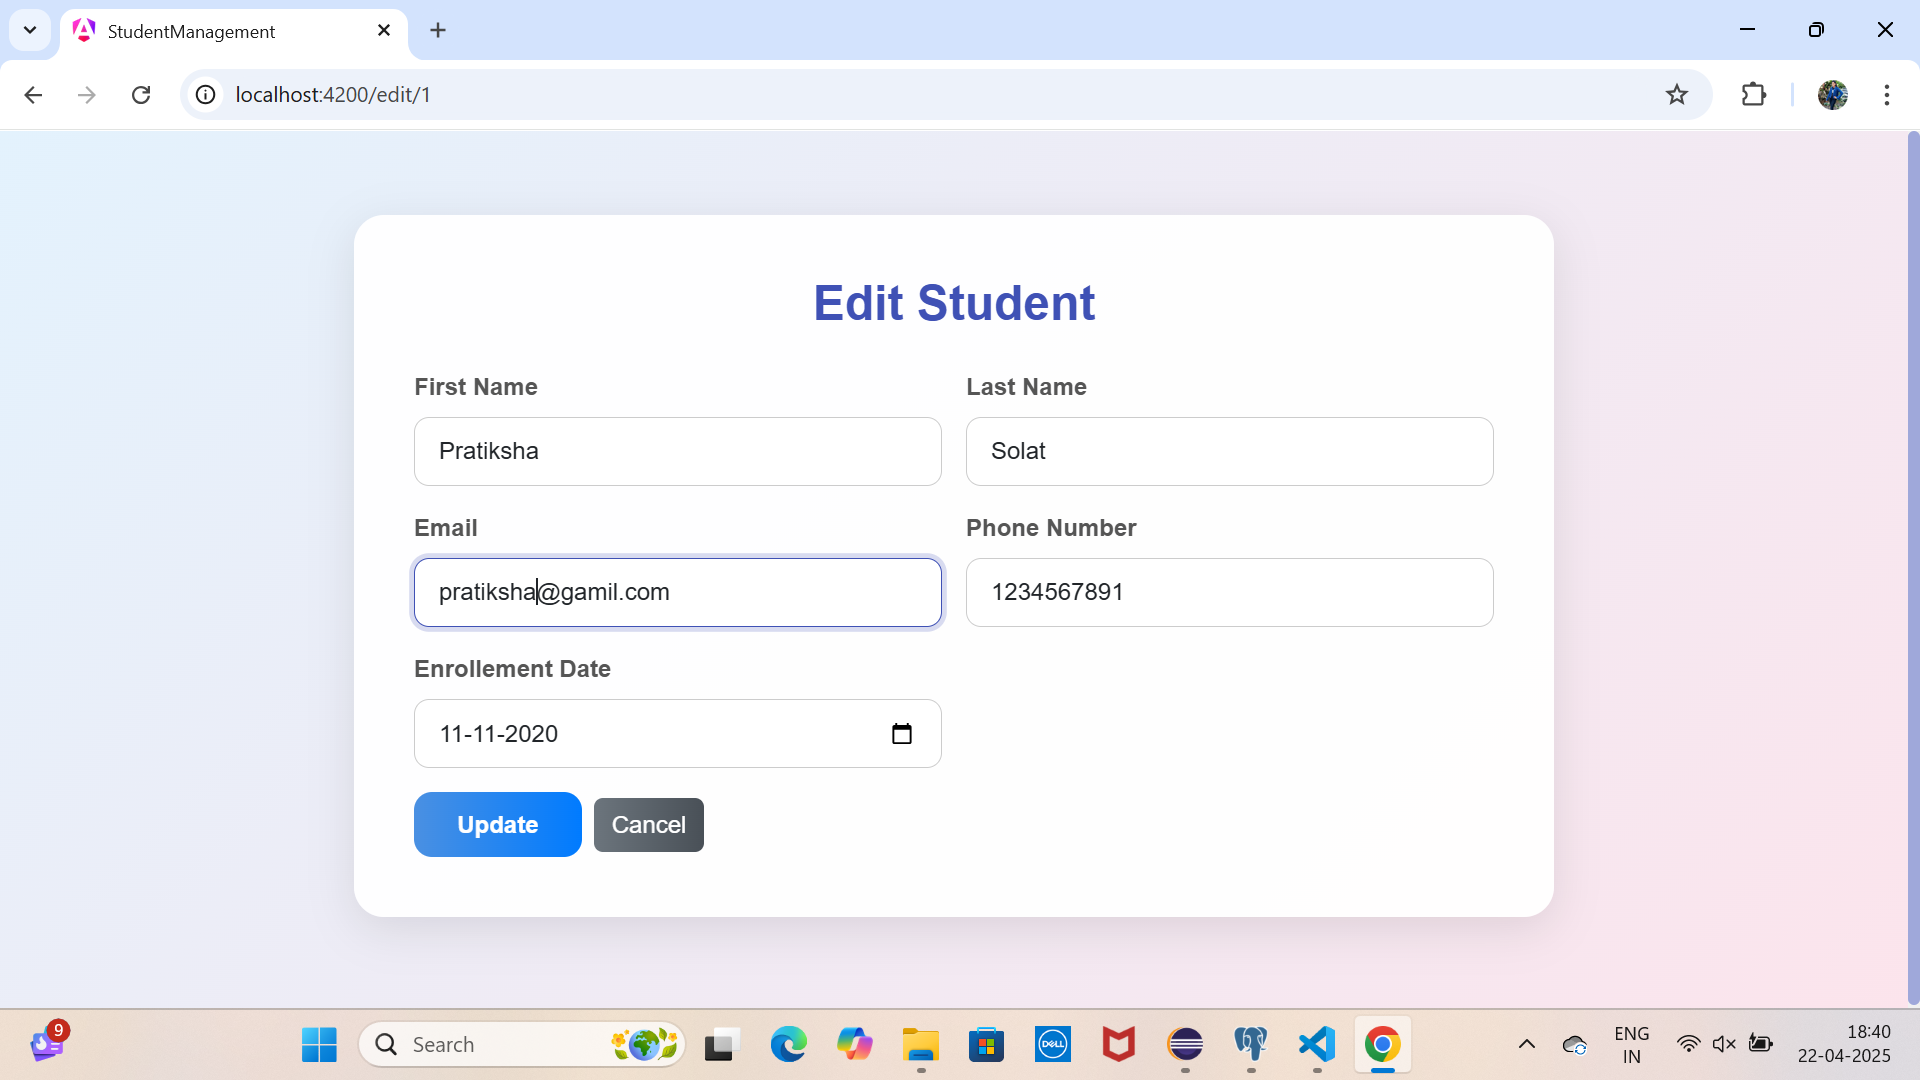 StudentManagement
localhost:4200/edit/1
Edit Student
First Name
Last Name
Pratiksha
Solat
Email
Phone Number
pratiksha@gamil.com
1234567891
Enrollement Date
11-11-2020
Update
Cancel
9
Search
DELL
ENG
IN
18:40
22-04-2025